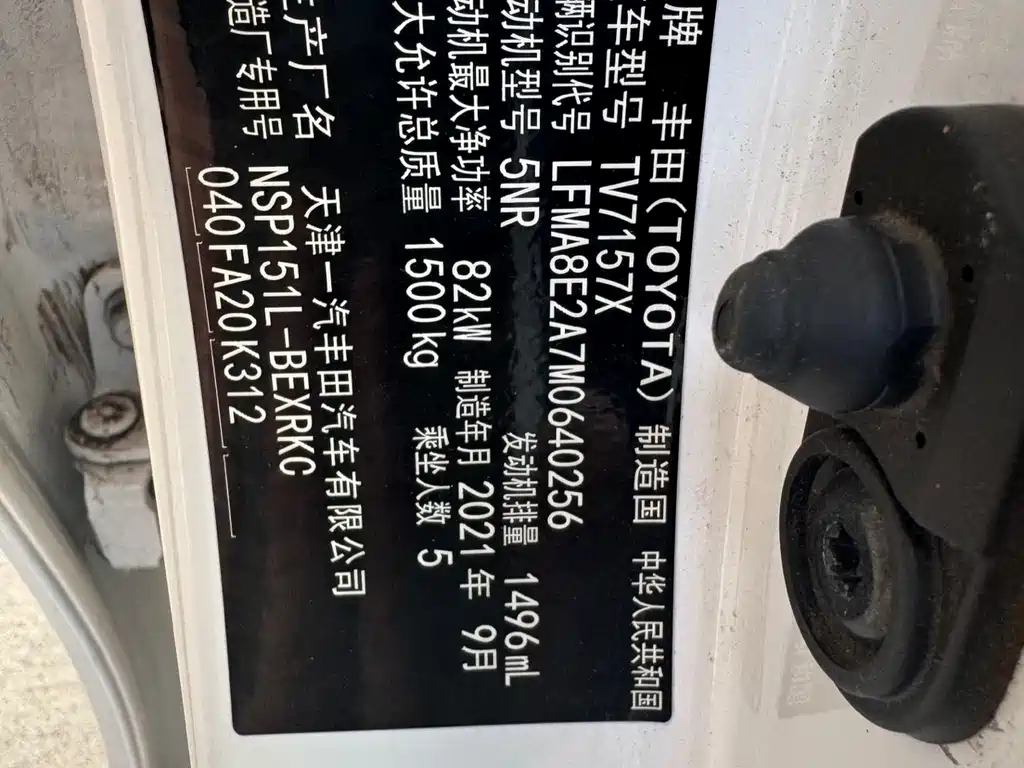 牌 丰田(TOYOTA) 制造国 中华人民共和国
车型号 TV7157X
辆识别代号 LFMA8E2A7M0640256
动机型号 5NR 发动机排量 1496mL
动机最大净功率 82kW 制造年月 2021年 9月
大允许总质量 1500kg 乘坐人数 5
产厂名 天津一汽丰田汽车有限公司
造厂专用号 NSP151L-BEXRKC
040FA20K312